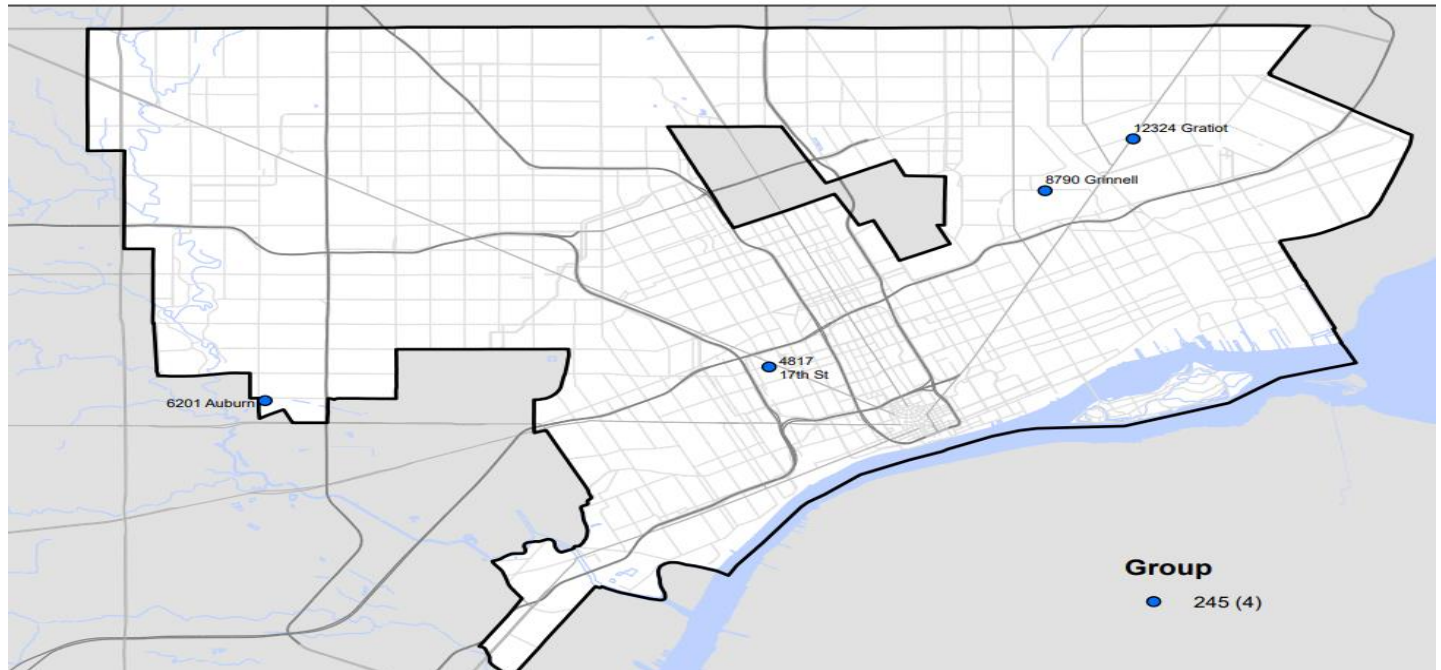 12324 Gratiot
8790 Grinnell
4817
17th St
6201 Auburn
Group
245 (4)